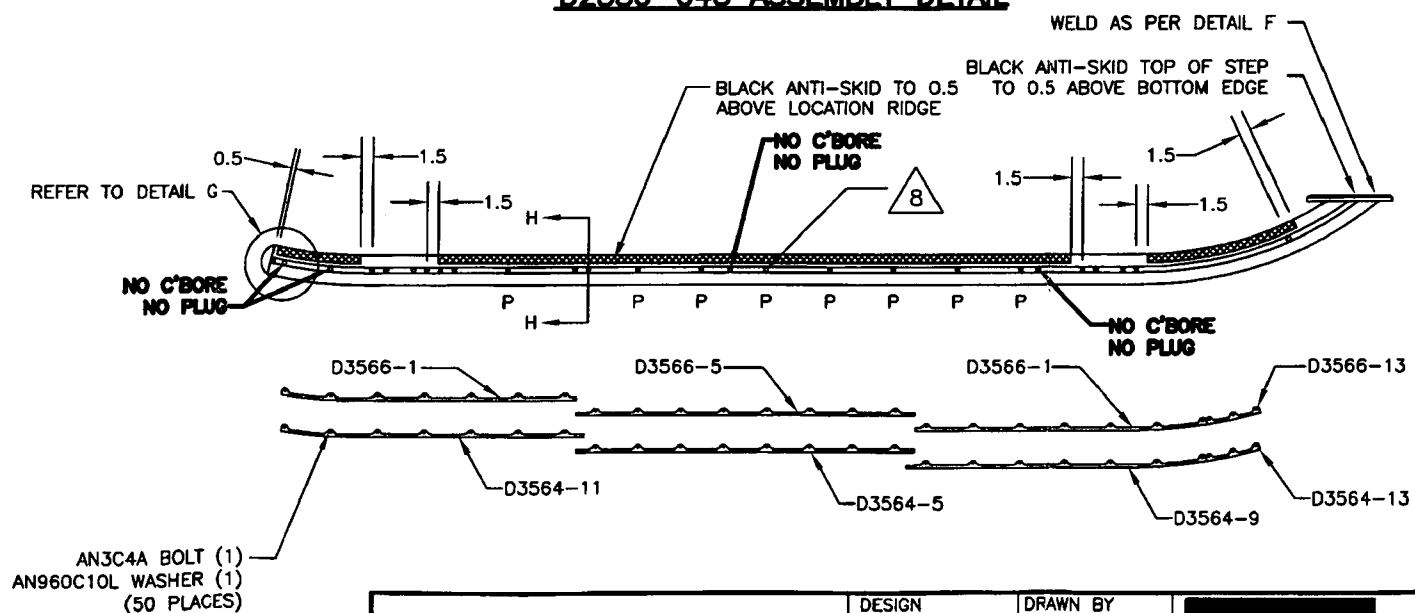 WELD AS PER DETAIL F
BLACK ANTI-SKID TO 0.5
ABOVE LOCATION RIDGE
BLACK ANTI-SKID TOP OF STEP
TO 0.5 ABOVE BOTTOM EDGE
NO C'BORE
NO PLUG
0.5
1.5
1.5
8
1.5
1.5
1.5
REFER TO DETAIL G
H
NO C'BORE
NO PLUG
P P P P P P P P
H
NO C'BORE
NO PLUG
D3566-1
D3566-5
D3566-1
D3566-13
D3564-11
D3564-5
D3564-9
D3564-13
AN3C4A BOLT (1)
AN960C10L WASHER (1)
(50 PLACES)
DESIGN
DRAWN BY